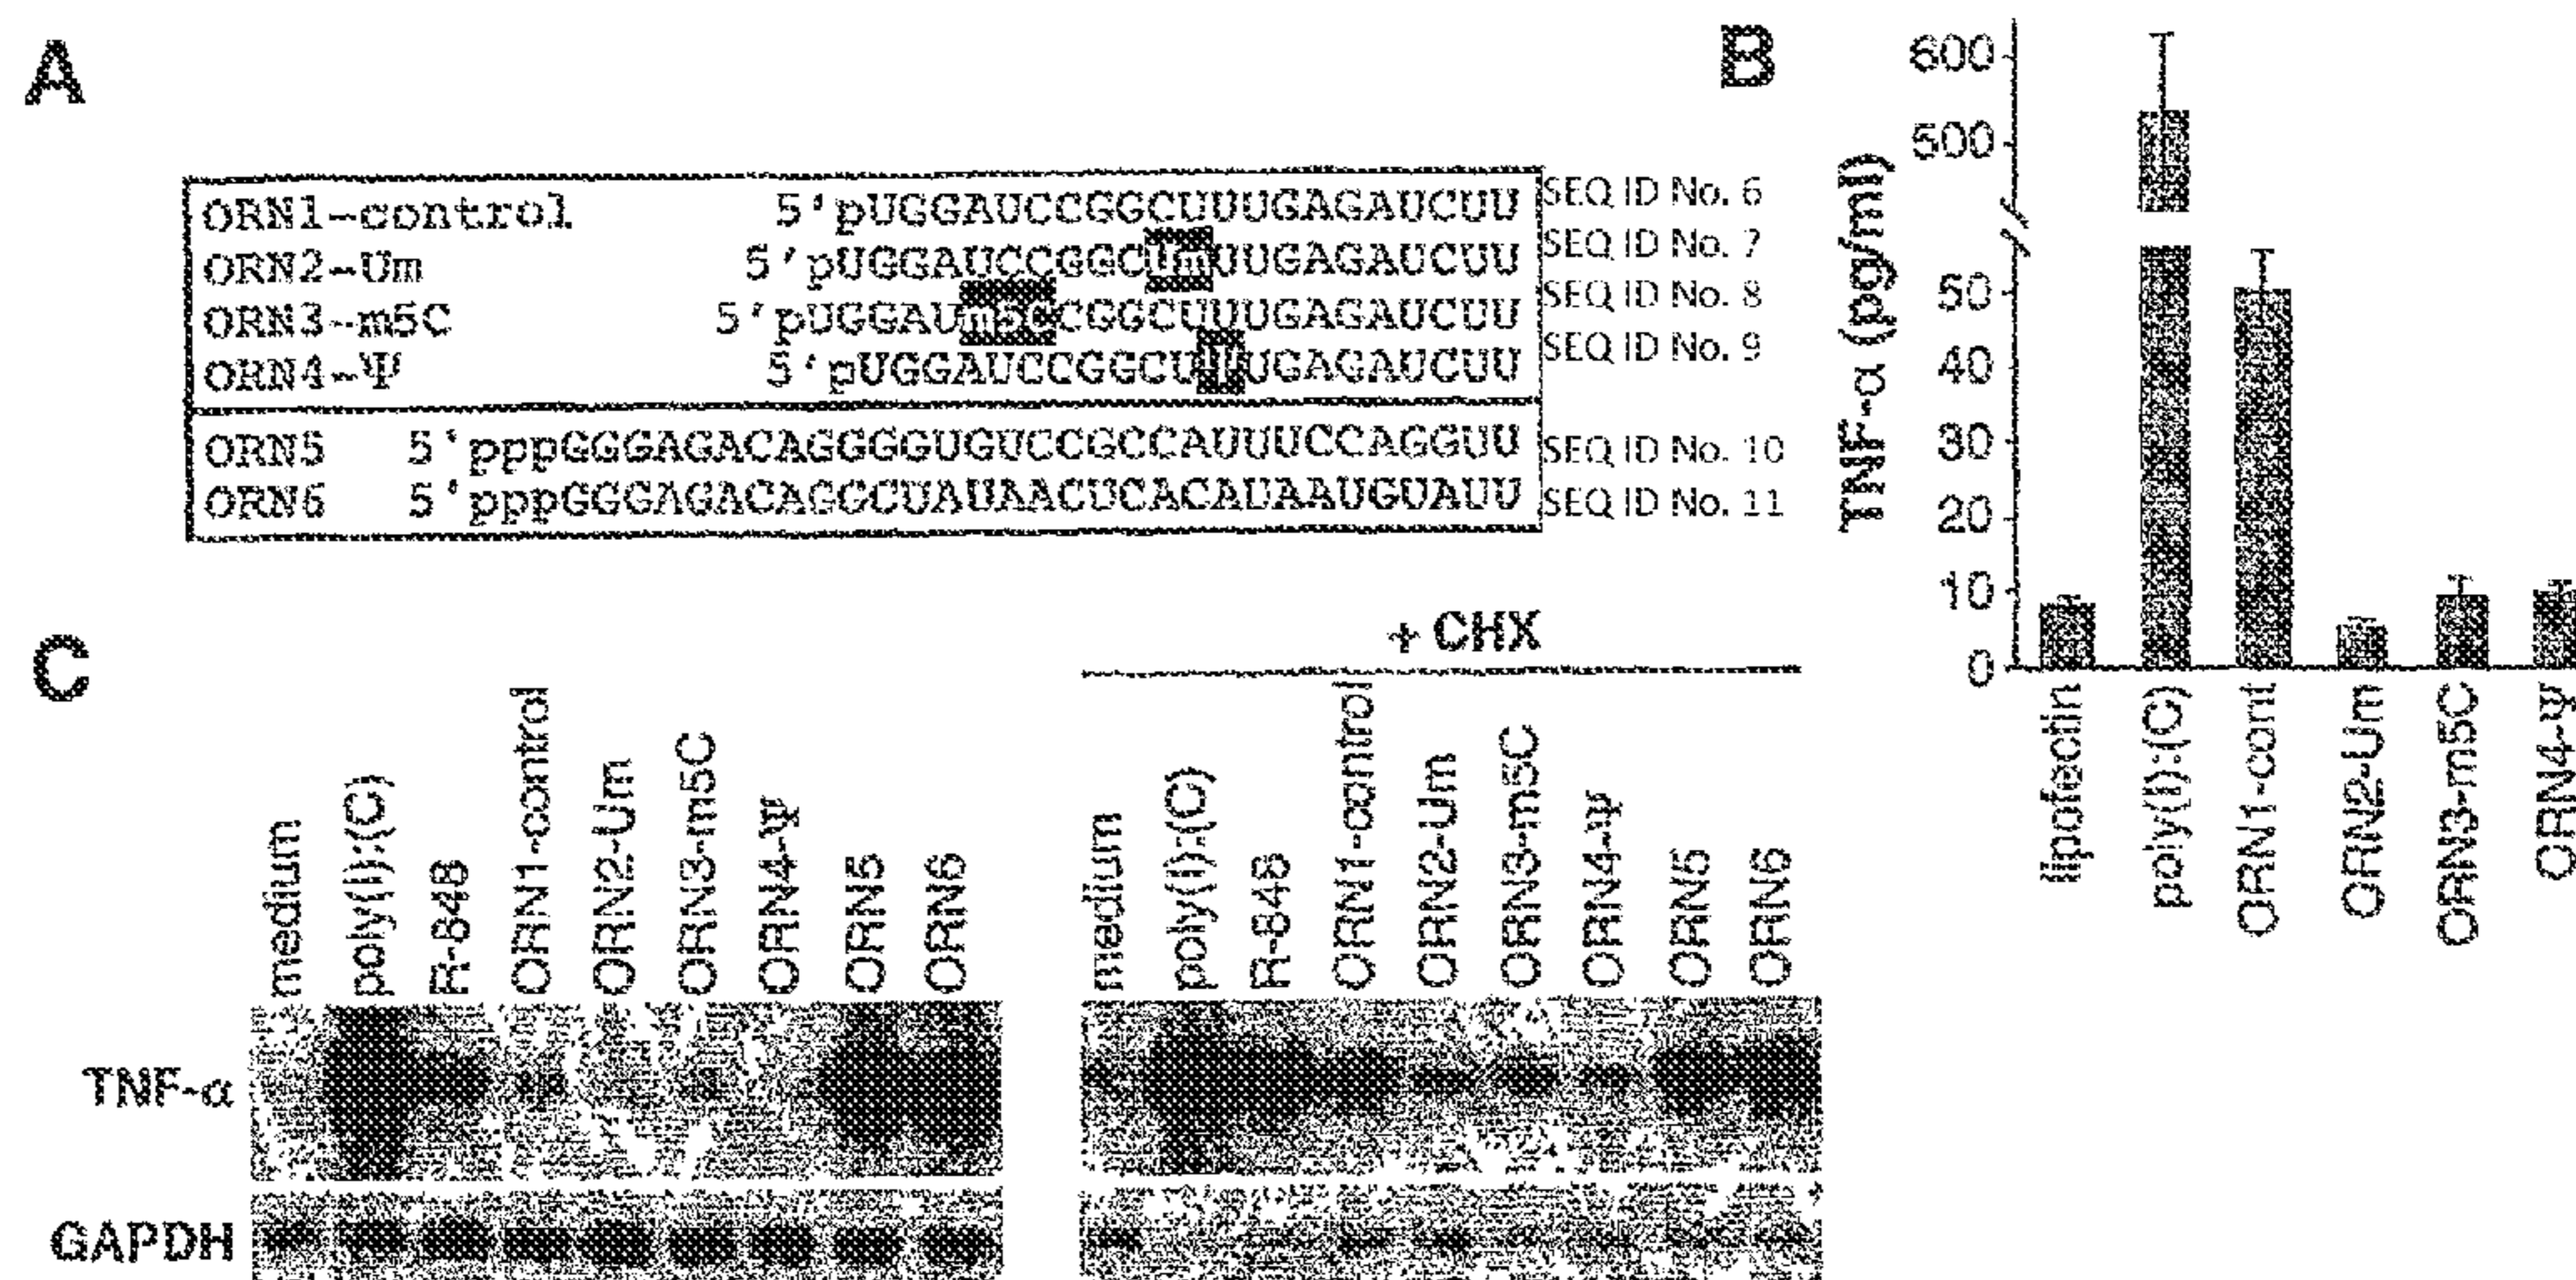 A
ORN1-control 5'pUGGAUCCGGCUUUGAGAUCUU SEQ ID No. 6
ORN2-Um 5'pUGGAUCCGGCUmUUGAGAUCUU SEQ ID No. 7
ORN3-m5C 5'pUGGAUm5CCGGCUUUGAGAUCUU SEQ ID No. 8
ORN4-Ψ 5'pUGGAUCCGGCUΨUGAGAUCUU SEQ ID No. 9
ORN5 5'pppGGGAGACAGGGGUGUCCGCCAUUUCCAGGUU SEQ ID No. 10
ORN6 5'pppGGGAGACAGGCUAUAACUCACAUAAUGUAUU SEQ ID No. 11
B
TNF-α (pg/ml)
600
500
50
40
30
20
10
0
lipofectin
poly(I):(C)
ORN1-cont
ORN2-Um
ORN3-m5C
ORN4-Ψ
C
+ CHX
medium
poly(I):(C)
R-848
ORN1-control
ORN2-Um
ORN3-m5C
ORN4-Ψ
ORN5
ORN6
medium
poly(I):(C)
R-848
ORN1-control
ORN2-Um
ORN3-m5C
ORN4-Ψ
ORN5
ORN6
TNF-α
GAPDH